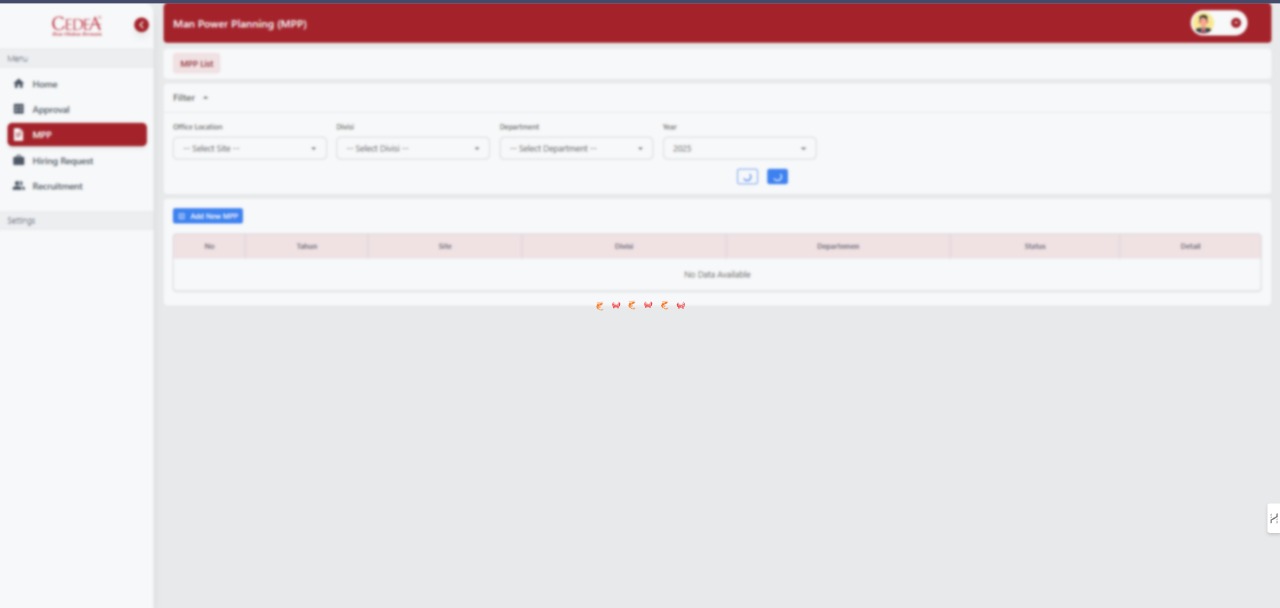 CEDEA
Man Power Planning (MPP)
Menu
MPP List
Home
Filter
Approval
Office Location
Divisi
Department
Year
MPP
-- Select Site --
-- Select Divisi --
-- Select Department --
2025
Hiring Request
Recruitment
Settings
Add New MPP
No
Tahun
Site
Divisi
Departemen
Status
Detail
No Data Available